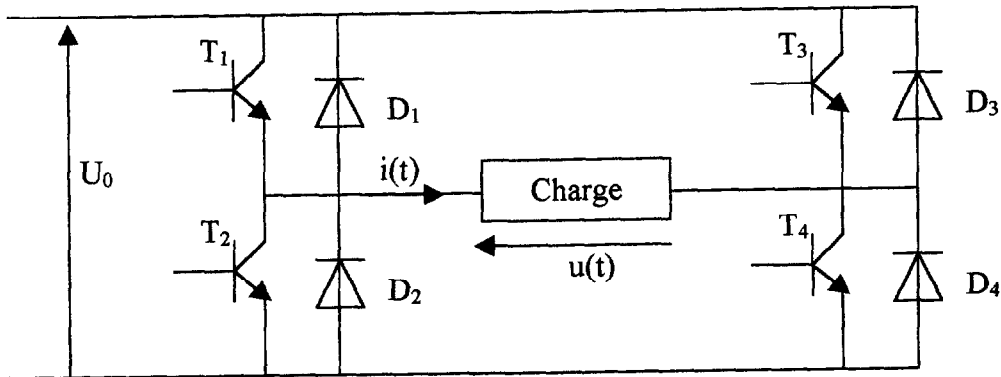 T₁
T₃
D₁
D₃
U₀
i(t)
Charge
T₂
T₄
u(t)
D₂
D₄